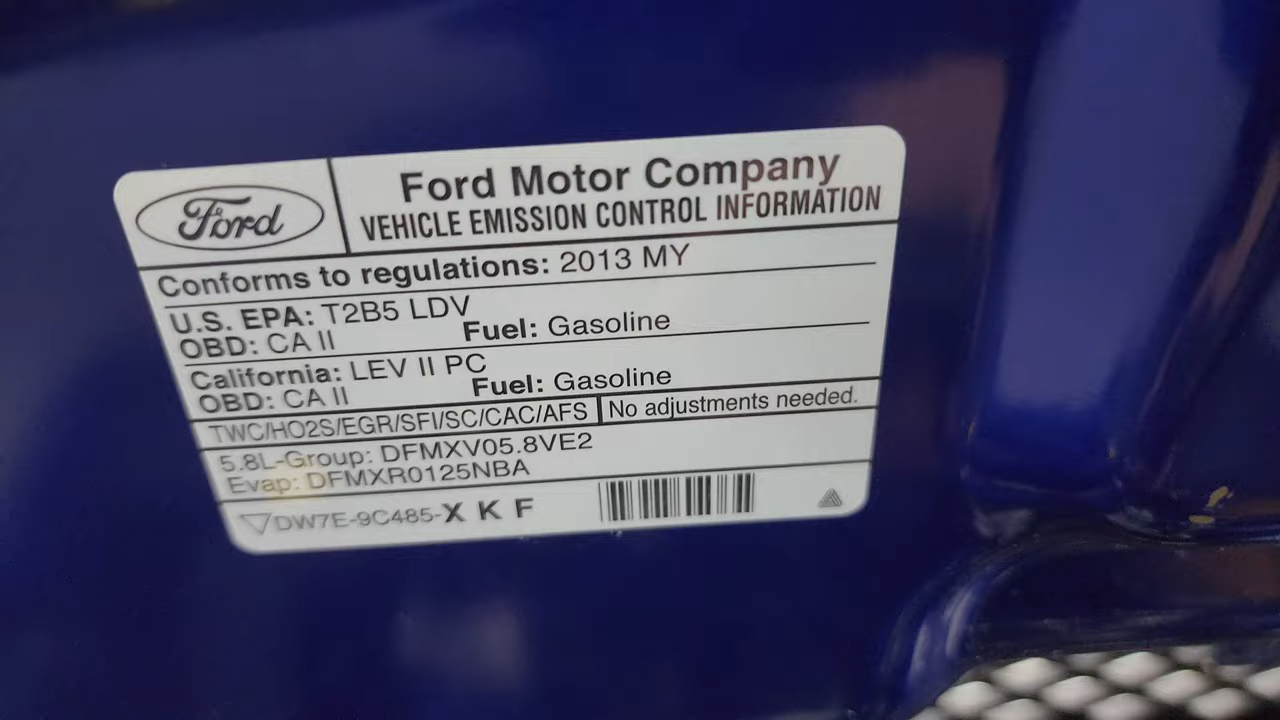 Ford
Ford Motor Company
VEHICLE EMISSION CONTROL INFORMATION
Conforms to regulations: 2013 MY
U.S. EPA: T2B5 LDV
OBD: CA II Fuel: Gasoline
California: LEV II PC
OBD: CA II Fuel: Gasoline
TWC/HO2S/EGR/SFI/SC/CAC/AFS No adjustments needed.
5.8L-Group: DFMXV05.8VE2
Evap: DFMXR0125NBA
DW7E-9C485-X K F